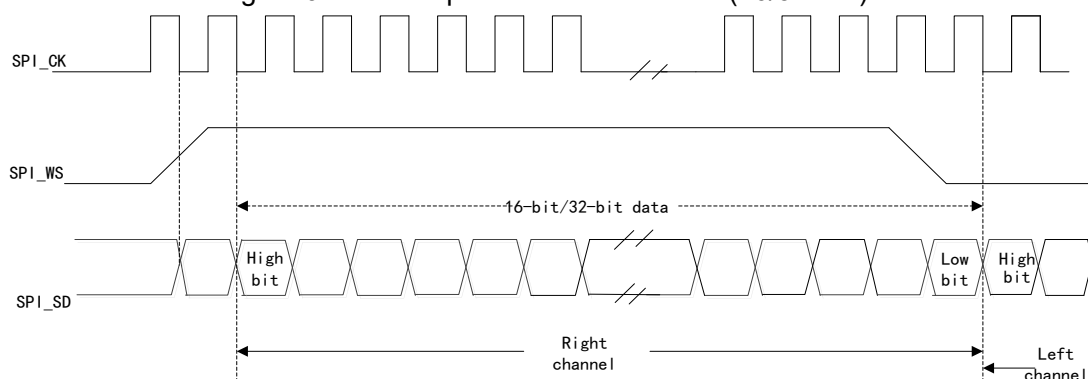 SPI_CK
SPI_WS
16-bit/32-bit data
High
bit
Low
bit
High
bit
SPI_SD
Right
channel
Left
channel